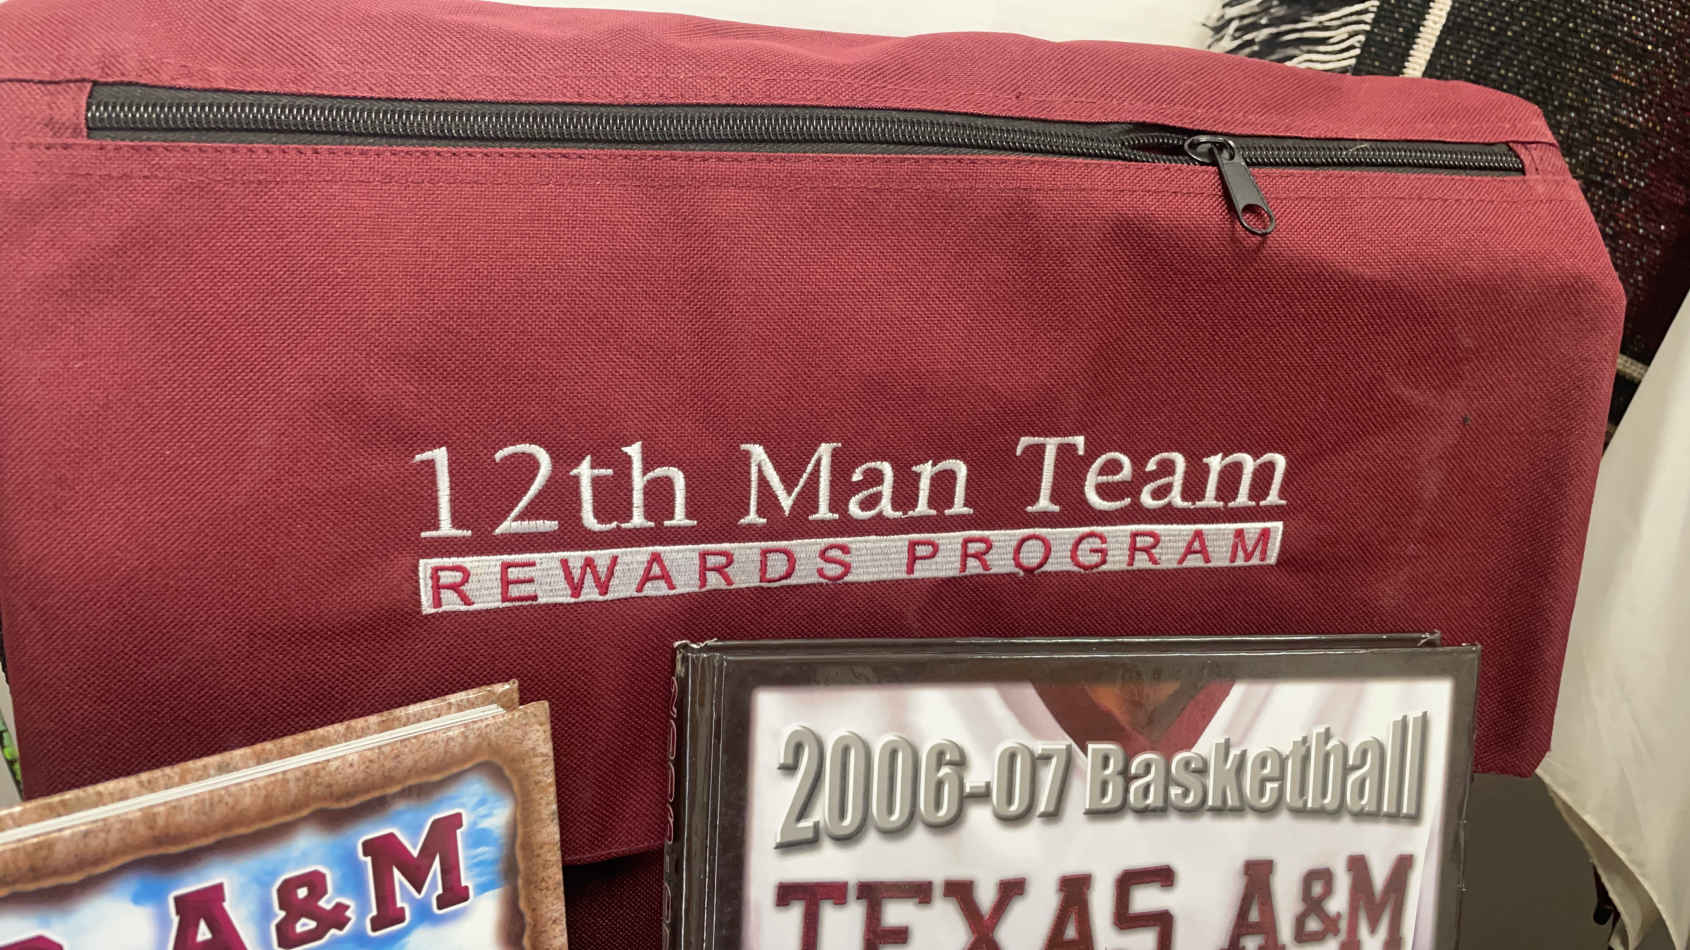 12th Man Team
REWARDS PROGRAM
2006-07 Basketball
TEXAS A&M
A&M